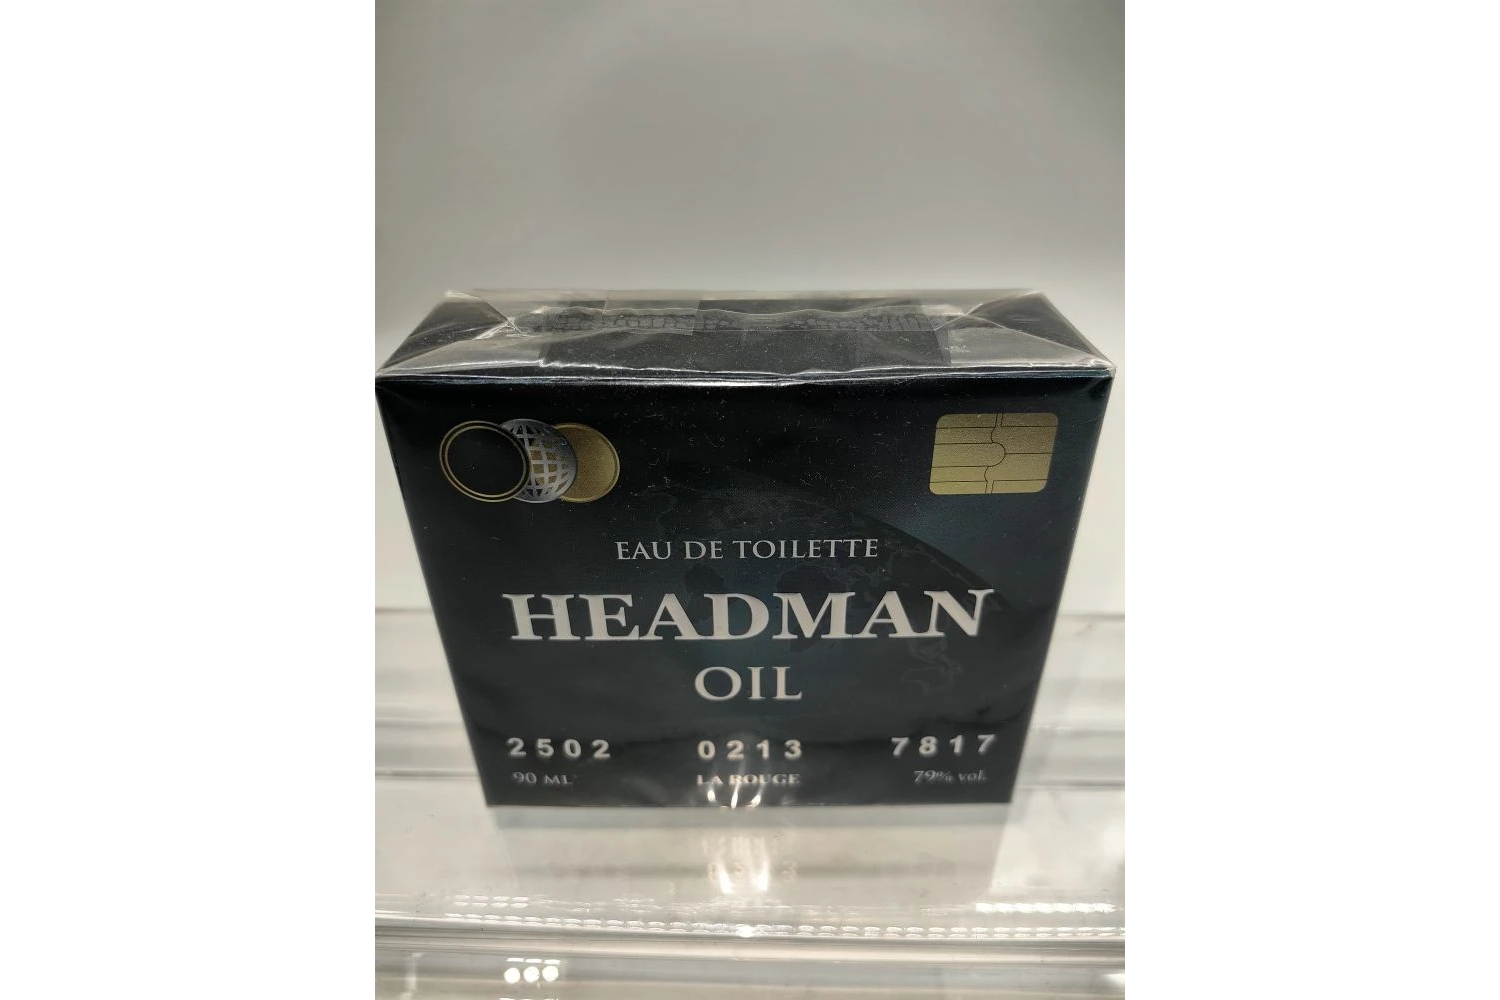 EAU DE TOILETTE
HEADMAN
OIL
2502 0213 7817
90 ML LA ROUGE 79% vol.